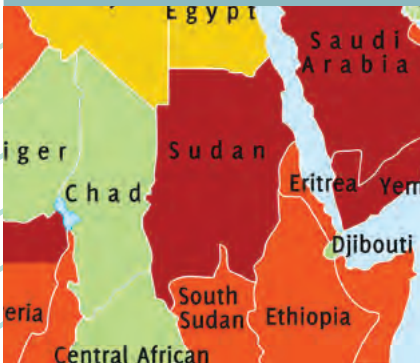 Egypt
Saudi
Arabia
iger
Sudan
Chad
Eritrea
Yem
Djibouti
eria
South
Sudan
Ethiopia
Central African